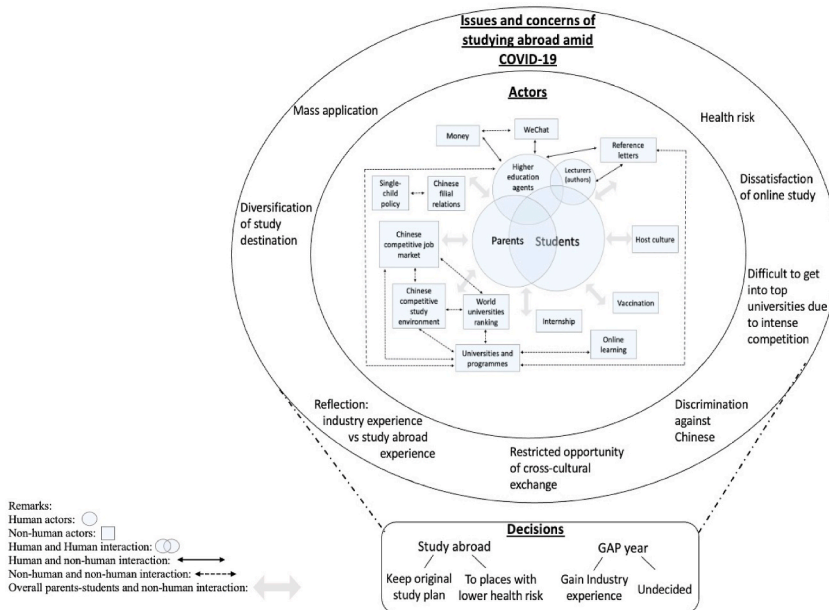 Issues and concerns of
studying abroad amid
COVID-19
Mass application
Health risk
Diversification
of study
destination
Dissatisfaction
of online study
Difficult to get
into top
universities due
to intense
competition
Discrimination
against
Chinese
Restricted opportunity
of cross-cultural
exchange
Reflection:
industry experience
vs study abroad
experience
Actors
Money
WeChat
Reference
letters
Higher
education
agents
Lecturers
(authors)
Single-
child
policy
Chinese
filial
relations
Parents
Students
Chinese
competitive job
market
Host culture
Chinese
competitive
study
environment
World
universities
ranking
Internship
Vaccination
Universities and
programmes
Online
learning
Decisions
Study abroad
Keep original
study plan
To places with
lower health risk
GAP year
Gain Industry
experience
Undecided
Remarks:
Human actors:
Non-human actors:
Human and Human interaction:
Human and non-human interaction:
Non-human and non-human interaction:
Overall parents-students and non-human interaction: